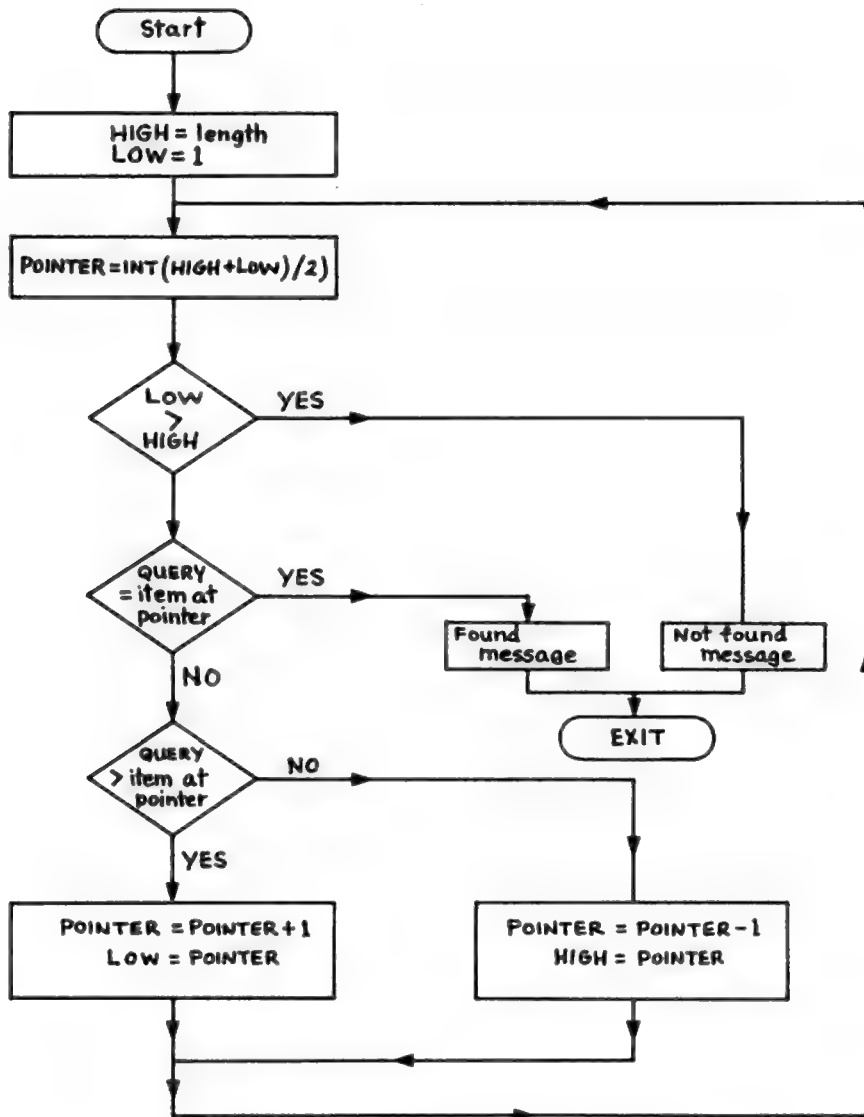 Start
HIGH = length
LOW = 1
POINTER = INT (HIGH + LOW) / 2)
LOW
>
HIGH
YES
QUERY
= item at
pointer
YES
Found
message
Not found
message
NO
EXIT
QUERY
> item at
pointer
NO
YES
POINTER = POINTER + 1
LOW = POINTER
POINTER = POINTER - 1
HIGH = POINTER